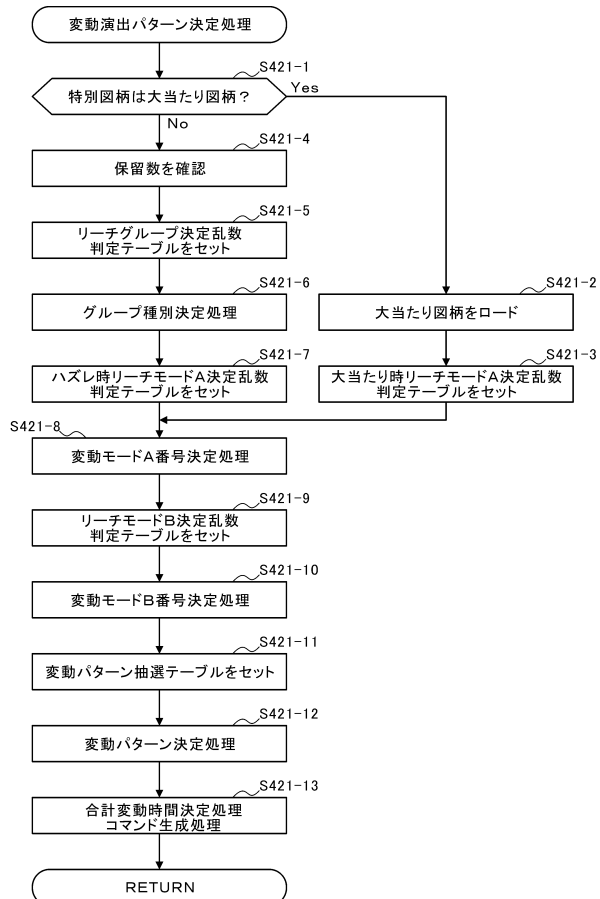 変動演出パターン決定処理
S421-1
特別図柄は大当たり図柄？
Yes
No
S421-4
保留数を確認
S421-5
リーチグループ決定乱数
判定テーブルをセット
S421-6
グループ種別決定処理
S421-2
大当たり図柄をロード
S421-7
ハズレ時リーチモードA決定乱数
判定テーブルをセット
S421-3
大当たり時リーチモードA決定乱数
判定テーブルをセット
S421-8
変動モードA番号決定処理
S421-9
リーチモードB決定乱数
判定テーブルをセット
S421-10
変動モードB番号決定処理
S421-11
変動パターン抽選テーブルをセット
S421-12
変動パターン決定処理
S421-13
合計変動時間決定処理
コマンド生成処理
RETURN